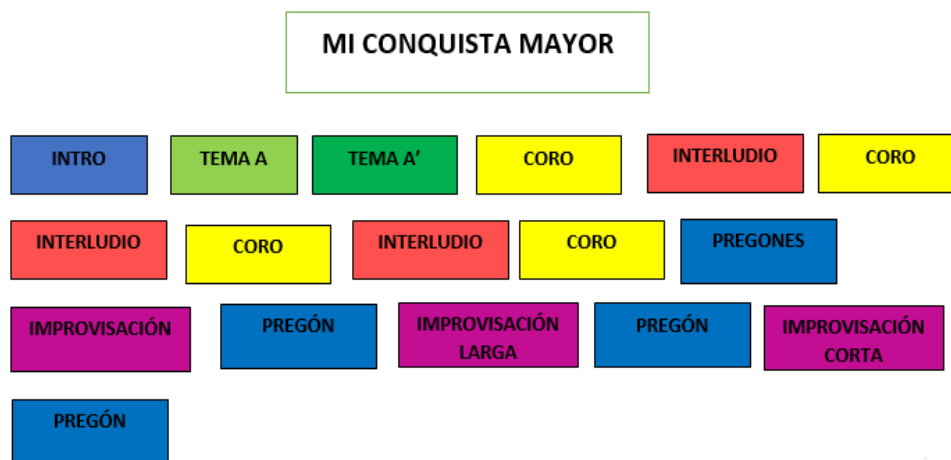 MI CONQUISTA MAYOR
INTRO
TEMA A
TEMA A’
CORO
INTERLUDIO
CORO
INTERLUDIO
CORO
INTERLUDIO
CORO
PREGONES
IMPROVISACIÓN
PREGÓN
IMPROVISACIÓN
LARGA
PREGÓN
IMPROVISACIÓN
CORTA
PREGÓN